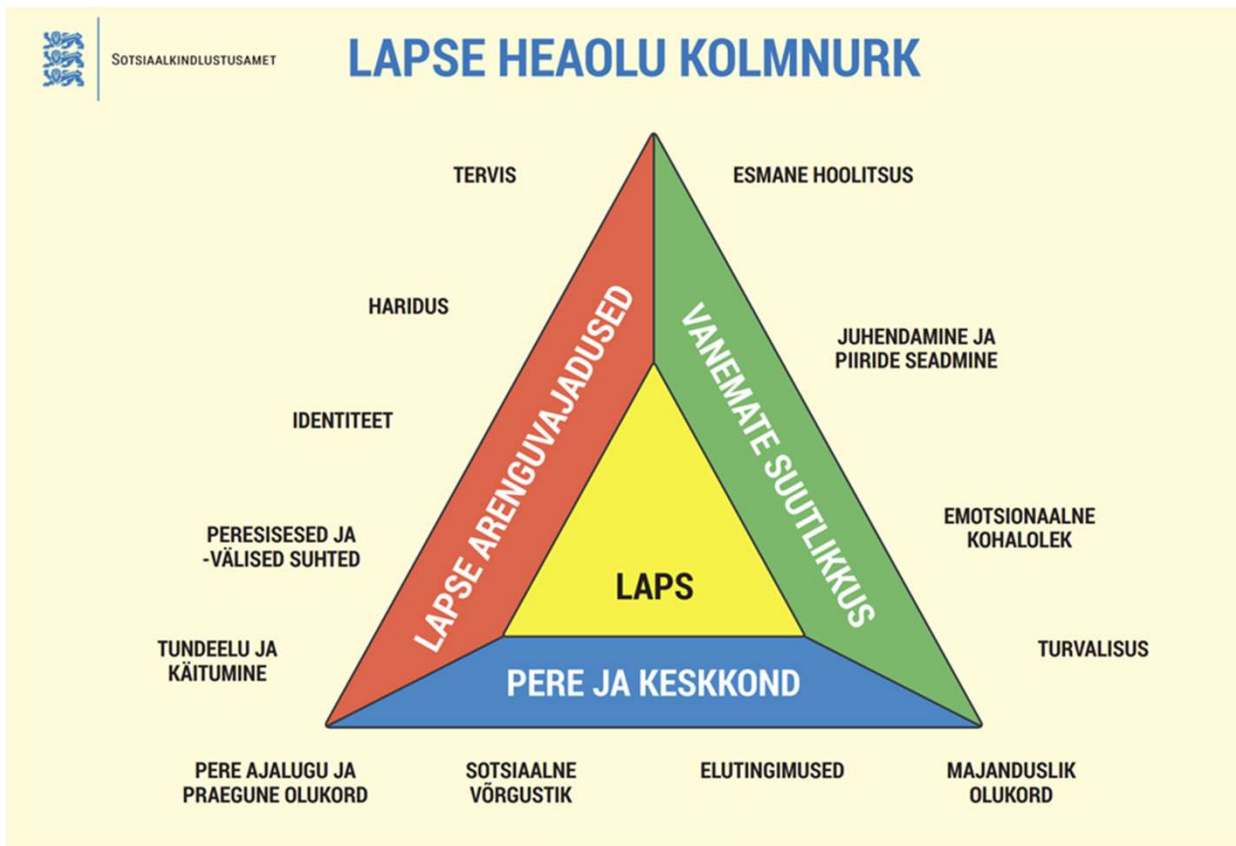 SOTSIAALKINDLUSTUSAMET
LAPSE HEAOLU KOLMNURK
TERVIS
HARIDUS
IDENTITEET
PERESISESED JA
-VÄLISED SUHTED
TUNDEELU JA
KÄITUMINE
LAPSE ARENGUVAJADUSED
VANEMATE SUUTLIKKUS
LAPS
PERE JA KESKKOND
ESMANE HOOLITSUS
JUHENDAMINE JA
PIIRIDE SEADMINE
EMOTSIONAALNE
KOHALOLEK
TURVALISUS
PERE AJALUGU JA
PRAEGUNE OLUKORD
SOTSIAALNE
VÕRGUSTIK
ELUTINGIMUSED
MAJANDUSLIK
OLUKORD